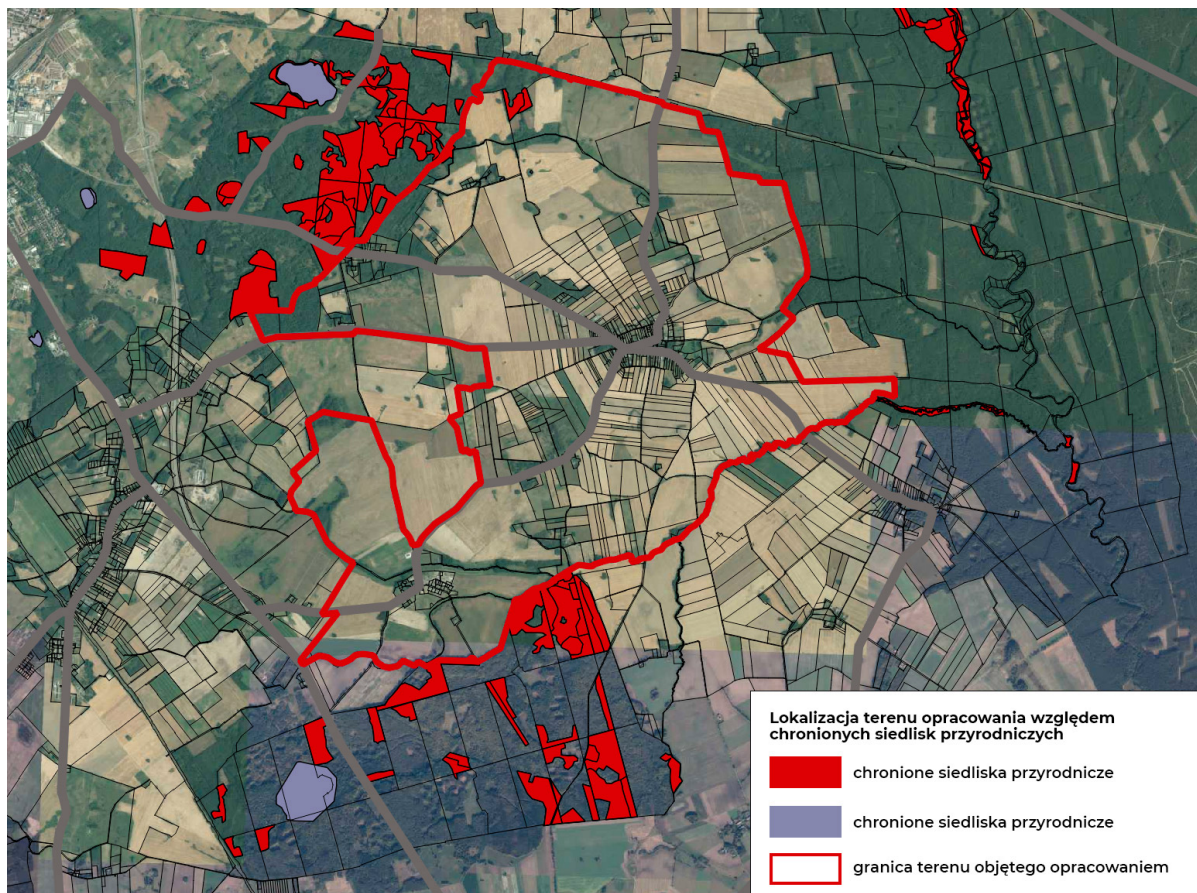 Lokalizacja terenu opracowania względem
chronionych siedlisk przyrodniczych
chronione siedliska przyrodnicze
chronione siedliska przyrodnicze
granica terenu objętego opracowaniem